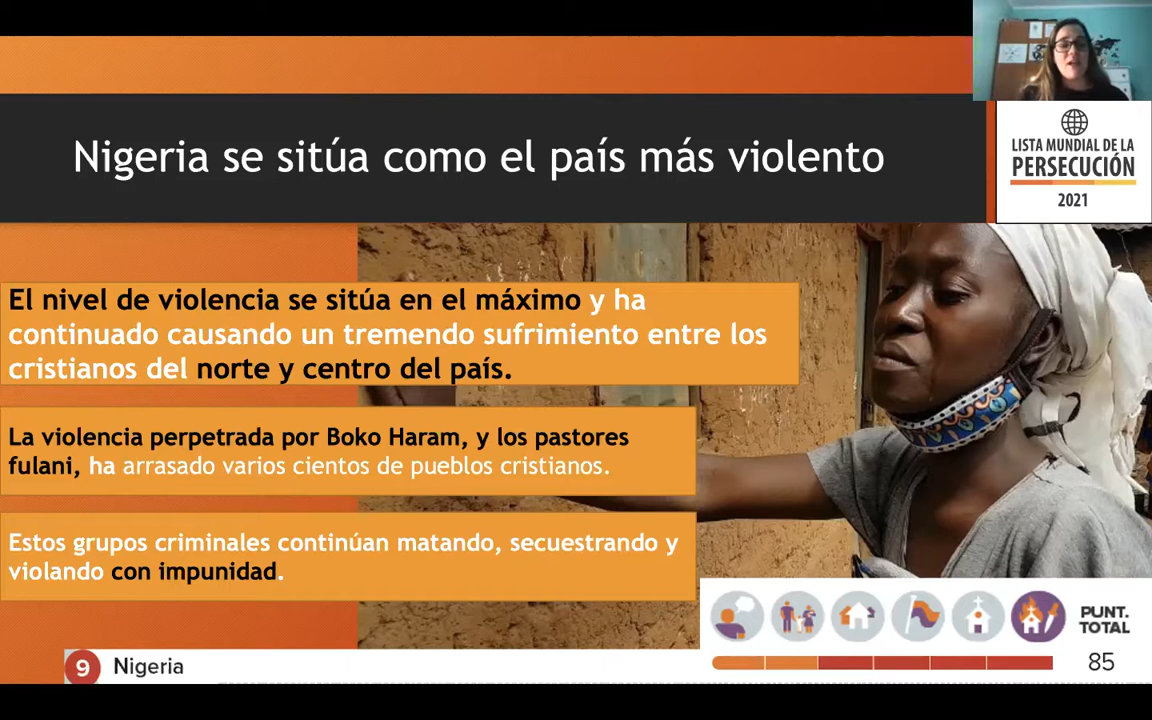 Nigeria se sitúa como el país más violento
LISTA MUNDIAL DE LA
PERSECUCIÓN
2021
El nivel de violencia se sitúa en el máximo y ha
continuado causando un tremendo sufrimiento entre los
cristianos del norte y centro del país.
La violencia perpetrada por Boko Haram, y los pastores
fulani, ha arrasado varios cientos de pueblos cristianos.
Estos grupos criminales continúan matando, secuestrando y
violando con impunidad.
PUNT.
TOTAL
85
9 Nigeria